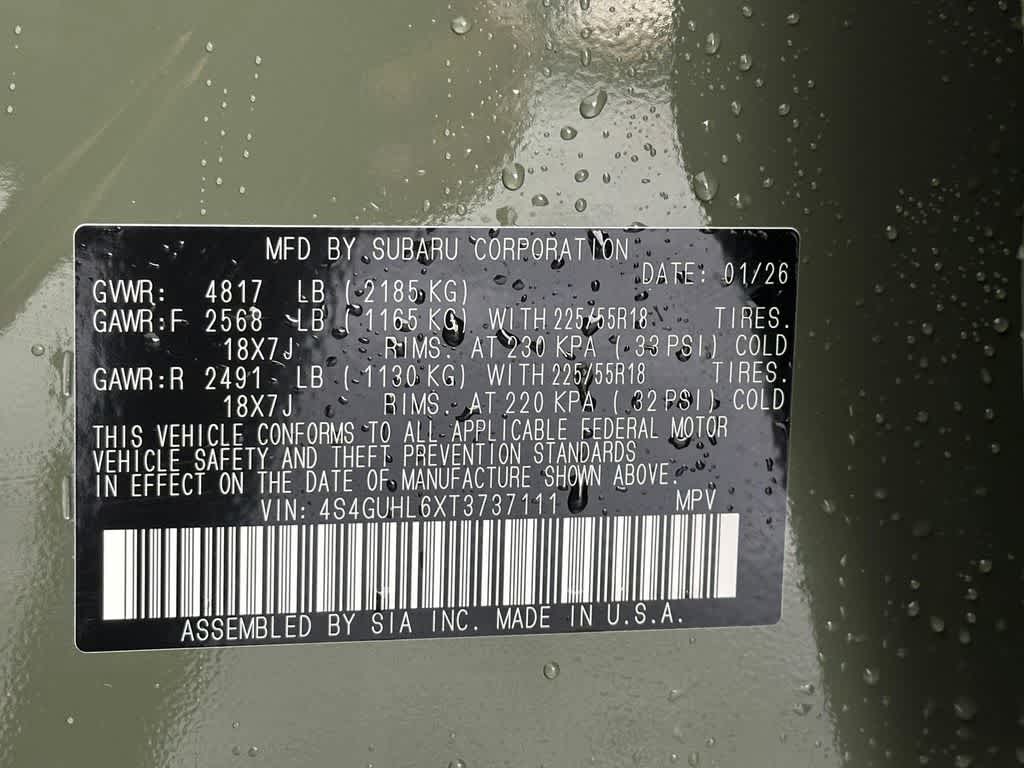 MFD BY SUBARU CORPORATION
DATE: 01/26
GVWR: 4817 LB (2185 KG)
GAWR:F 2568 LB (1165 KG) WITH 225/55R18 TIRES.
18X7J RIMS. AT 230 KPA (33 PSI) COLD
GAWR:R 2491 LB (1130 KG) WITH 225/55R18 TIRES.
18X7J RIMS. AT 220 KPA (32 PSI) COLD
THIS VEHICLE CONFORMS TO ALL APPLICABLE FEDERAL MOTOR
VEHICLE SAFETY AND THEFT PREVENTION STANDARDS
IN EFFECT ON THE DATE OF MANUFACTURE SHOWN ABOVE.
VIN: 4S4GUHL6XT3737111 MPV
ASSEMBLED BY SIA INC. MADE IN U.S.A.